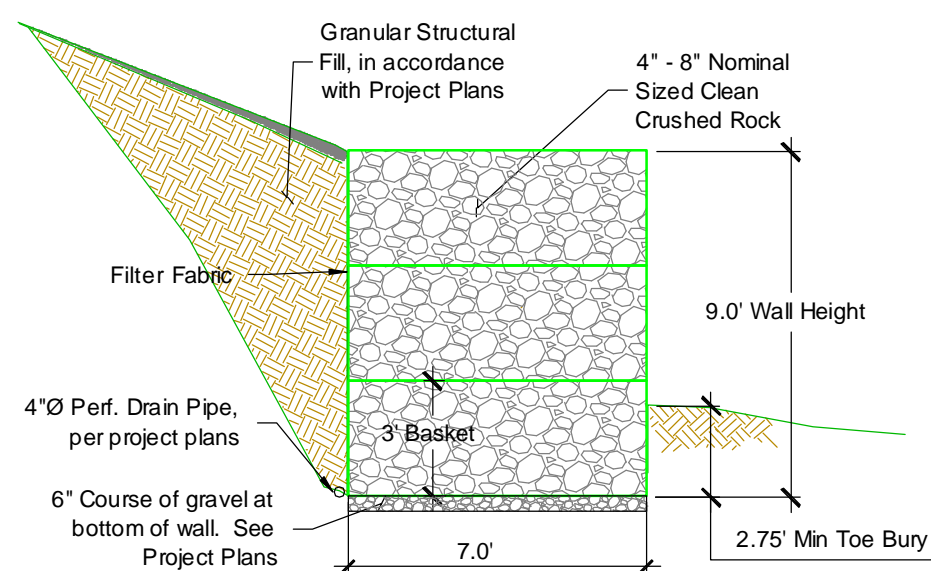 Granular Structural
Fill, in accordance
with Project Plans
4" - 8" Nominal
Sized Clean
Crushed Rock
Filter Fabric
9.0' Wall Height
4"Ø Perf. Drain Pipe,
per project plans
3' Basket
6" Course of gravel at
bottom of wall. See
Project Plans
7.0'
2.75' Min Toe Bury